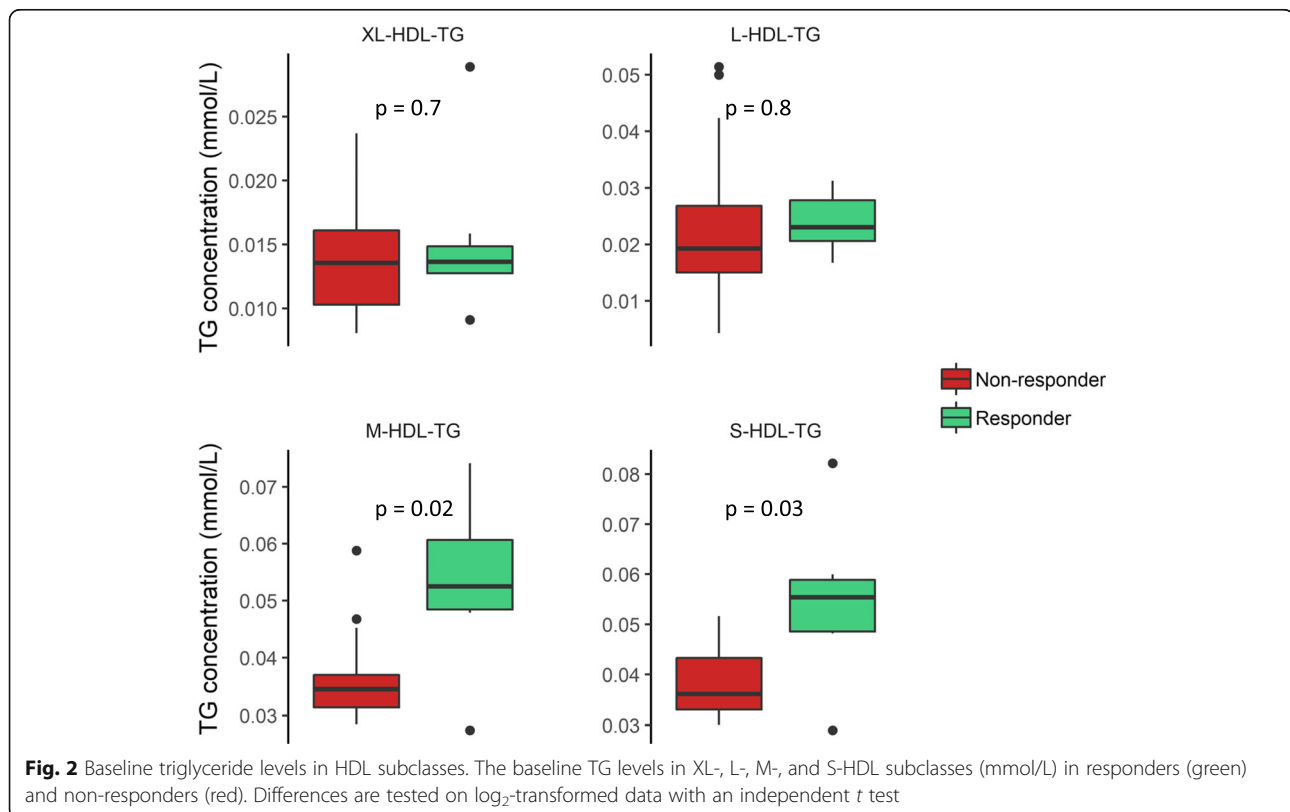 XL-HDL-TG
L-HDL-TG
TG concentration (mmol/L)
0.025
0.020
0.015
0.010
p = 0.7
0.05
0.04
0.03
0.02
0.01
p = 0.8
Non-responder
Responder
M-HDL-TG
S-HDL-TG
TG concentration (mmol/L)
0.07
0.06
0.05
0.04
0.03
p = 0.02
0.08
0.07
0.06
0.05
0.04
0.03
p = 0.03
Fig. 2 Baseline triglyceride levels in HDL subclasses. The baseline TG levels in XL-, L-, M-, and S-HDL subclasses (mmol/L) in responders (green)
and non-responders (red). Differences are tested on log₂-transformed data with an independent t test